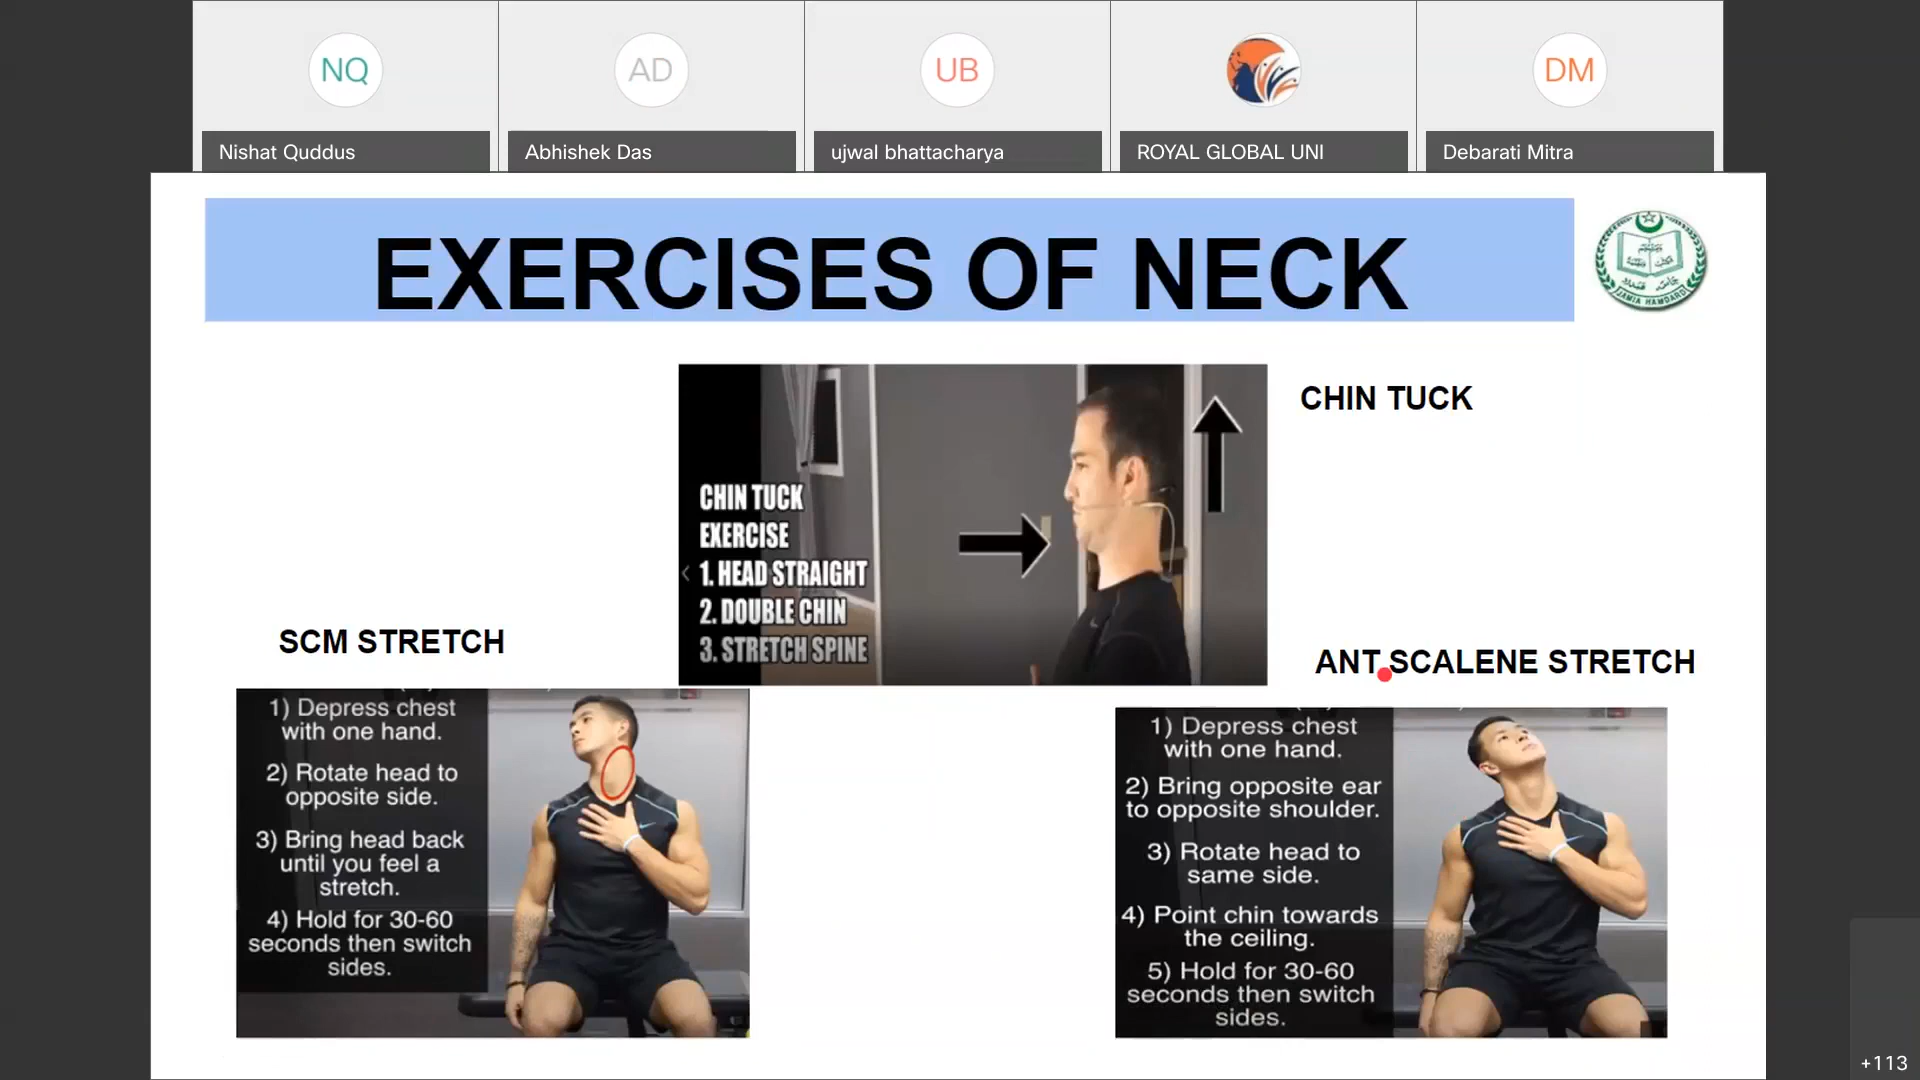 NQ
AD
UB
DM
Nishat Quddus
Abhishek Das
ujwal bhattacharya
ROYAL GLOBAL UNI
Debarati Mitra
EXERCISES OF NECK
JAMIA HAMDARD
CHIN TUCK
CHIN TUCK
EXERCISE
1. HEAD STRAIGHT
2. DOUBLE CHIN
3. STRETCH SPINE
SCM STRETCH
1) Depress chest
with one hand.
2) Rotate head to
opposite side.
3) Bring head back
until you feel a
stretch.
4) Hold for 30-60
seconds then switch
sides.
ANT SCALENE STRETCH
1) Depress chest
with one hand.
2) Bring opposite ear
to opposite shoulder.
3) Rotate head to
same side.
4) Point chin towards
the ceiling.
5) Hold for 30-60
seconds then switch
sides.
+113